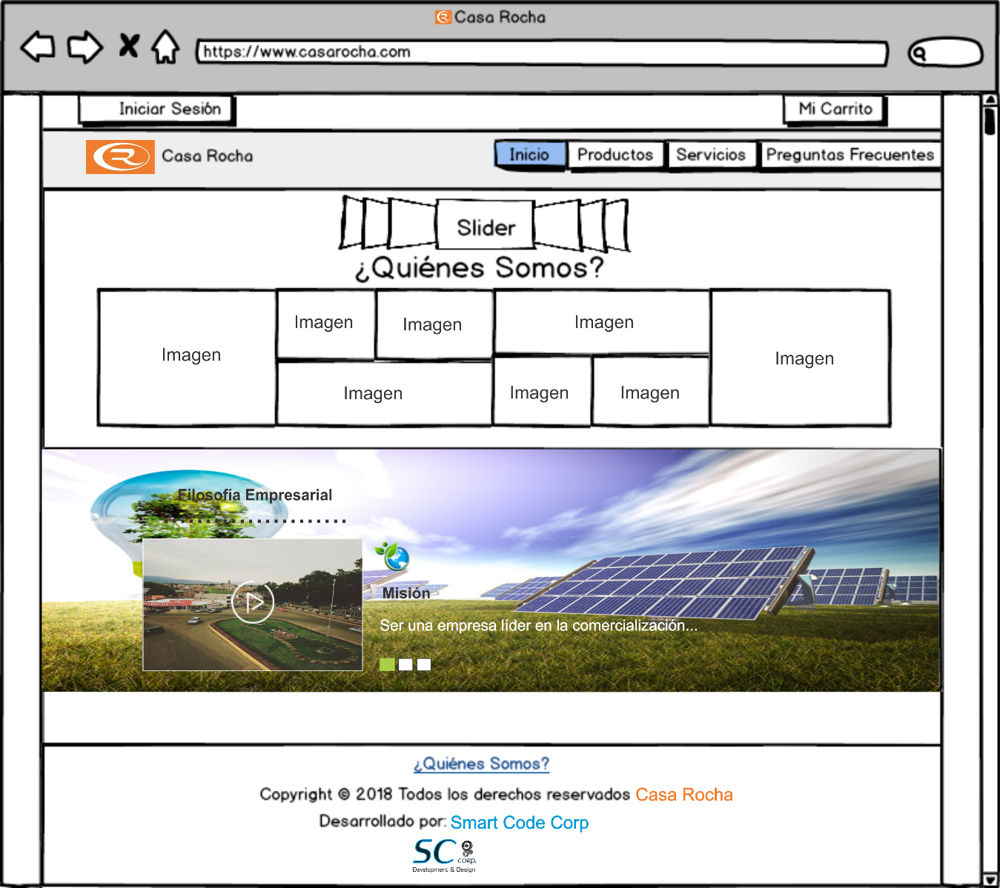 Casa Rocha
https://www.casarocha.com
Iniciar Sesión
Mi Carrito
Casa Rocha
Inicio
Productos
Servicios
Preguntas Frecuentes
Slider
¿Quiénes Somos?
Imagen
Imagen
Imagen
Imagen
Imagen
Imagen
Imagen
Imagen
Filosofía Empresarial
Misión
Ser una empresa líder en la comercialización...
¿Quiénes Somos?
Copyright © 2018 Todos los derechos reservados Casa Rocha
Desarrollado por: Smart Code Corp
SC CORP.
Development & Design